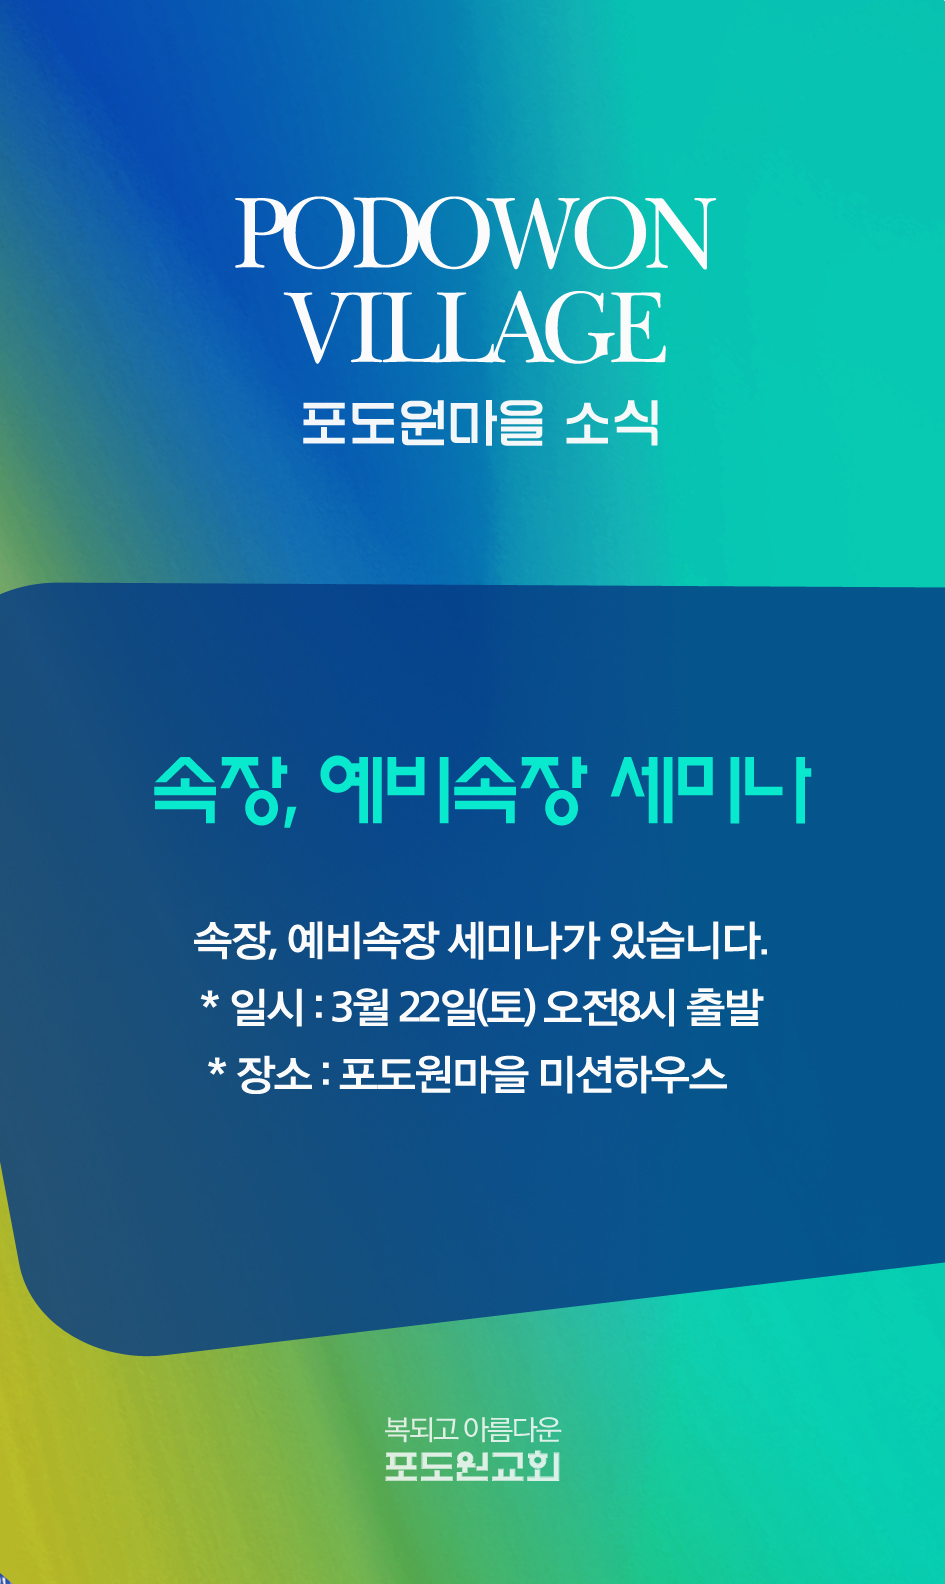 PODOWON
VILLAGE
포도원마을 소식
속장, 예비속장 세미나
속장, 예비속장 세미나가 있습니다.
* 일시 : 3월 22일(토) 오전8시 출발
* 장소 : 포도원마을 미션하우스
복되고 아름다운
포도원교회